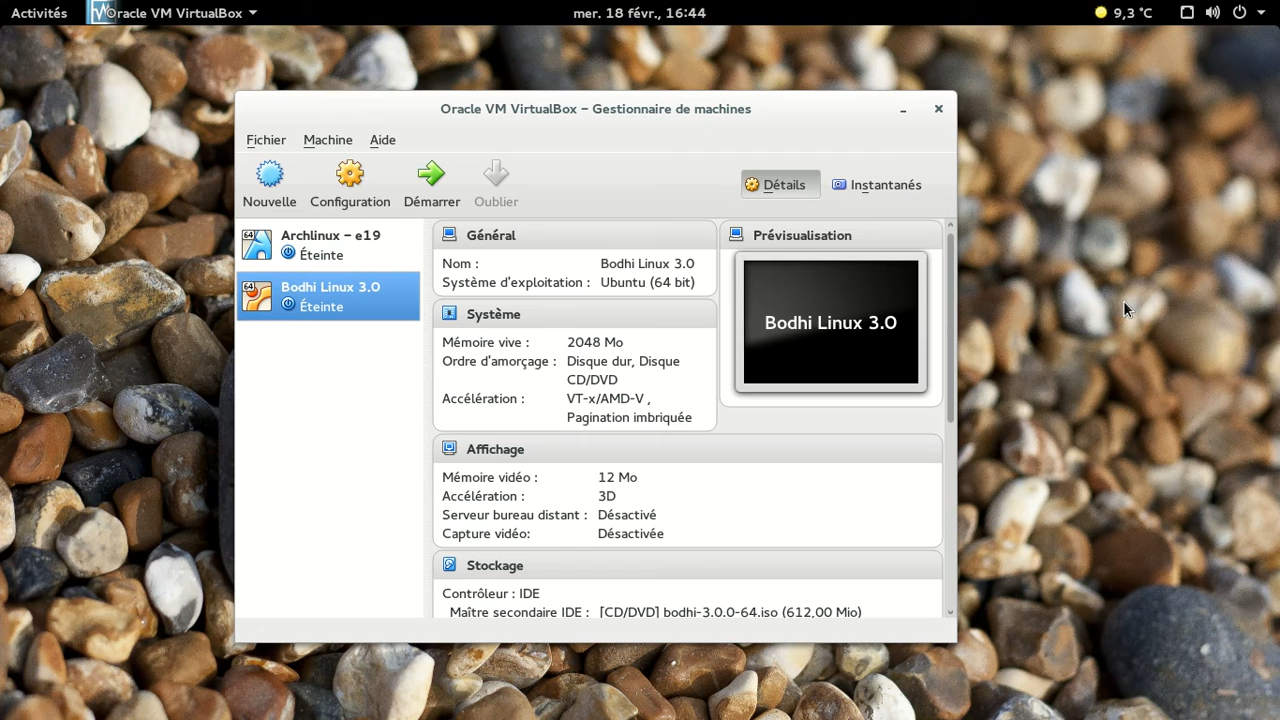 Activités
Oracle VM VirtualBox
mer. 18 févr., 16:44
9,3 °C
Oracle VM VirtualBox – Gestionnaire de machines
Fichier Machine Aide
Nouvelle Configuration Démarrer Oublier
Détails Instantanés
64 Archlinux – e19
Éteinte
64 Bodhi Linux 3.0
Éteinte
Général
Nom : Bodhi Linux 3.0
Système d'exploitation : Ubuntu (64 bit)
Système
Mémoire vive : 2048 Mo
Ordre d'amorçage : Disque dur, Disque
CD/DVD
Accélération : VT-x/AMD-V ,
Pagination imbriquée
Prévisualisation
Bodhi Linux 3.0
Affichage
Mémoire vidéo : 12 Mo
Accélération : 3D
Serveur bureau distant : Désactivé
Capture vidéo: Désactivée
Stockage
Contrôleur : IDE
Maître secondaire IDE : [CD/DVD] bodhi-3.0.0-64.iso (612,00 Mio)